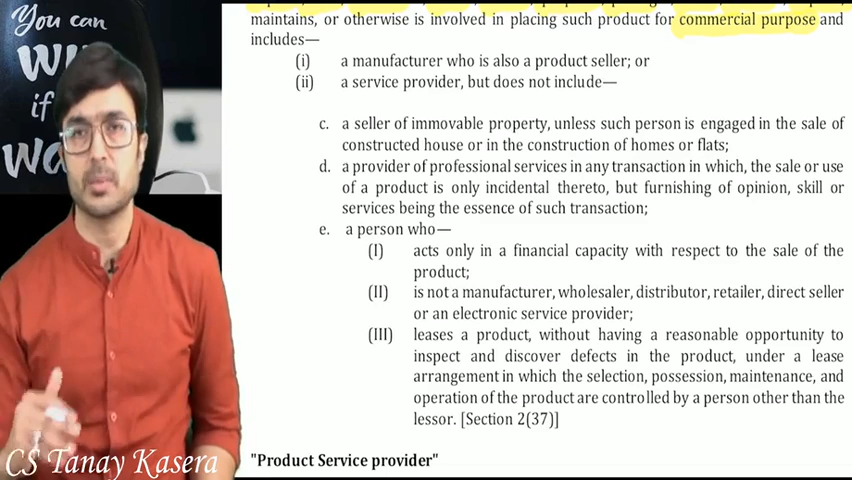 You can
maintains, or otherwise is involved in placing such product for commercial purpose and
includes—
(i) a manufacturer who is also a product seller; or
(ii) a service provider, but does not include—
c. a seller of immovable property, unless such person is engaged in the sale of
constructed house or in the construction of homes or flats;
d. a provider of professional services in any transaction in which, the sale or use
of a product is only incidental thereto, but furnishing of opinion, skill or
services being the essence of such transaction;
e. a person who—
(I) acts only in a financial capacity with respect to the sale of the
product;
(II) is not a manufacturer, wholesaler, distributor, retailer, direct seller
or an electronic service provider;
(III) leases a product, without having a reasonable opportunity to
inspect and discover defects in the product, under a lease
arrangement in which the selection, possession, maintenance, and
operation of the product are controlled by a person other than the
lessor. [Section 2(37)]
"Product Service provider"
CS Tanay Kasera